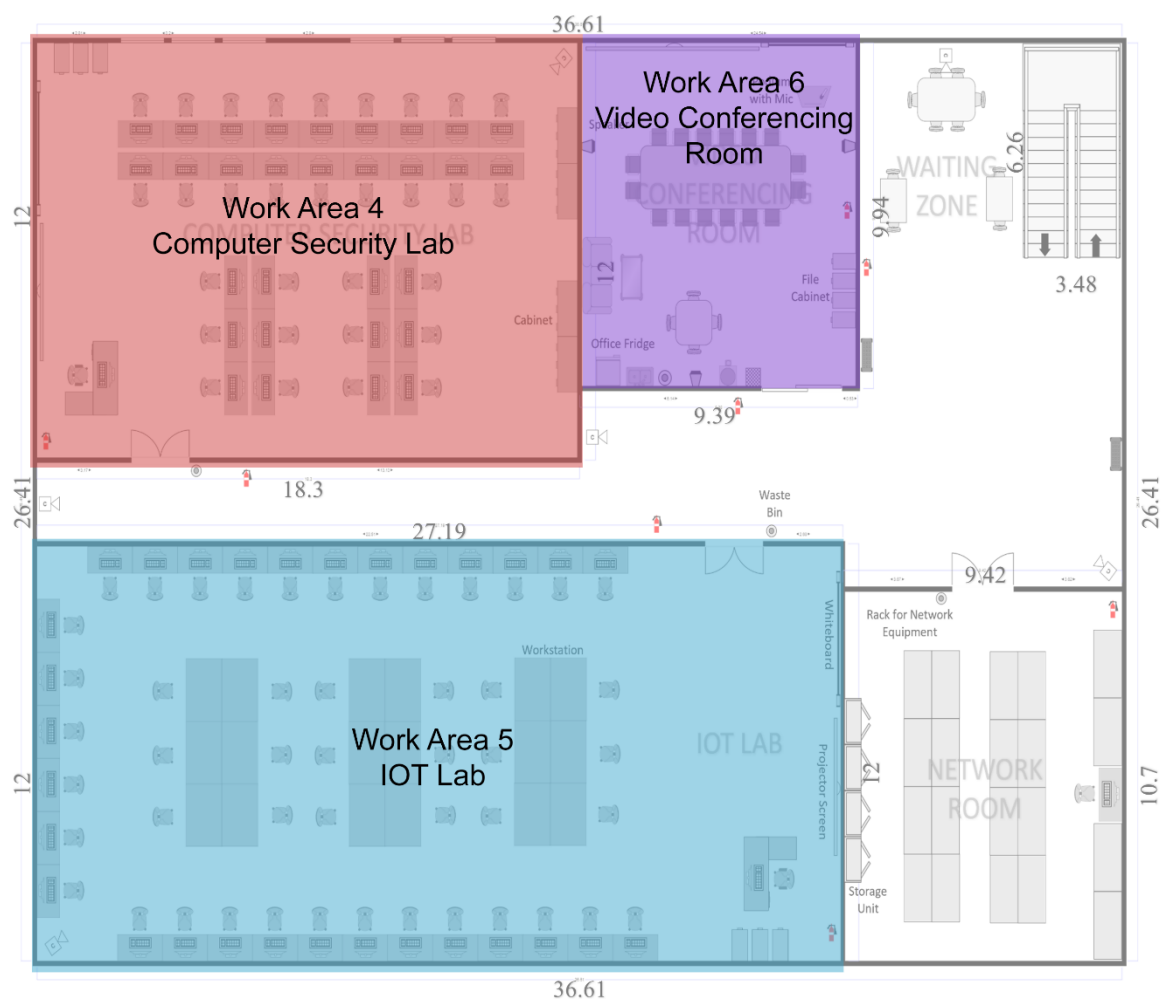 36.61
Work Area 6
Video Conferencing
Room
with Mic
CONFERENCING
ROOM
WAITING
ZONE
6.26
9.94
3.48
12
Work Area 4
Computer Security Lab
COMPUTER SECURITY LAB
12
File
Cabinet
Cabinet
Office Fridge
9.39
18.3
26.41
26.41
Waste
Bin
27.19
9.42
Rack for Network
Equipment
Whiteboard
Workstation
Work Area 5
IOT Lab
IOT LAB
Projector Screen
12
12
NETWORK
ROOM
10.7
Storage
Unit
36.61